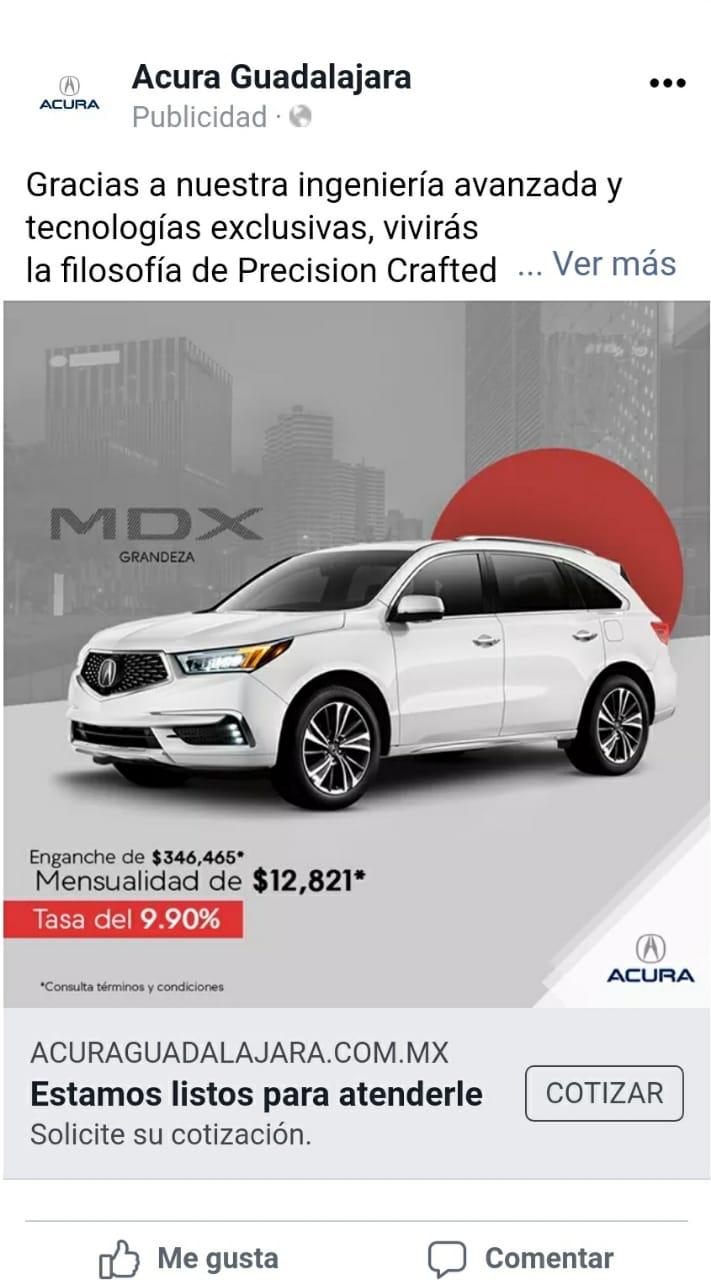 ACURA
Acura Guadalajara
Publicidad ·
Gracias a nuestra ingeniería avanzada y
tecnologías exclusivas, vivirás
la filosofía de Precision Crafted ... Ver más
MDX
GRANDEZA
Enganche de $346,465*
Mensualidad de $12,821*
Tasa del 9.90%
*Consulta términos y condiciones
ACURA
ACURAGUADALAJARA.COM.MX
Estamos listos para atenderle
Solicite su cotización.
COTIZAR
Me gusta
Comentar